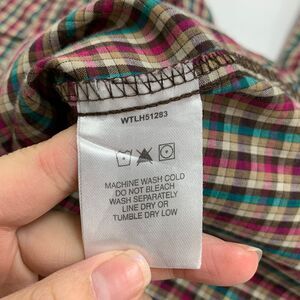 WTLH51283
MACHINE WASH COLD
DO NOT BLEACH
WASH SEPARATELY
LINE DRY OR
TUMBLE DRY LOW